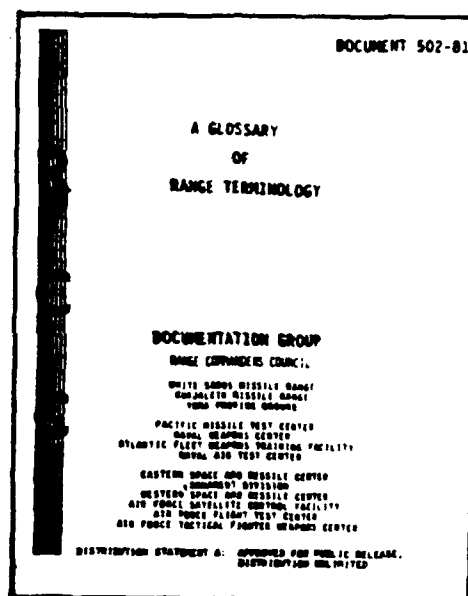 DOCUMENT 502-81
A GLOSSARY
OF
RANGE TERMINOLOGY
DOCUMENTATION GROUP
RANGE COMMANDERS COUNCIL
WHITE SANDS MISSILE RANGE
KWAJALEIN MISSILE RANGE
YUMA PROVING GROUND
PACIFIC MISSILE TEST CENTER
NAVAL WEAPONS CENTER
ATLANTIC FLEET WEAPONS TRAINING FACILITY
NAVAL AIR TEST CENTER
EASTERN SPACE AND MISSILE CENTER
ARMAMENT DIVISION
WESTERN SPACE AND MISSILE CENTER
AIR FORCE SATELLITE CONTROL FACILITY
AIR FORCE FLIGHT TEST CENTER
AIR FORCE TACTICAL FIGHTER WEAPONS CENTER
DISTRIBUTION STATEMENT A: APPROVED FOR PUBLIC RELEASE.
DISTRIBUTION UNLIMITED